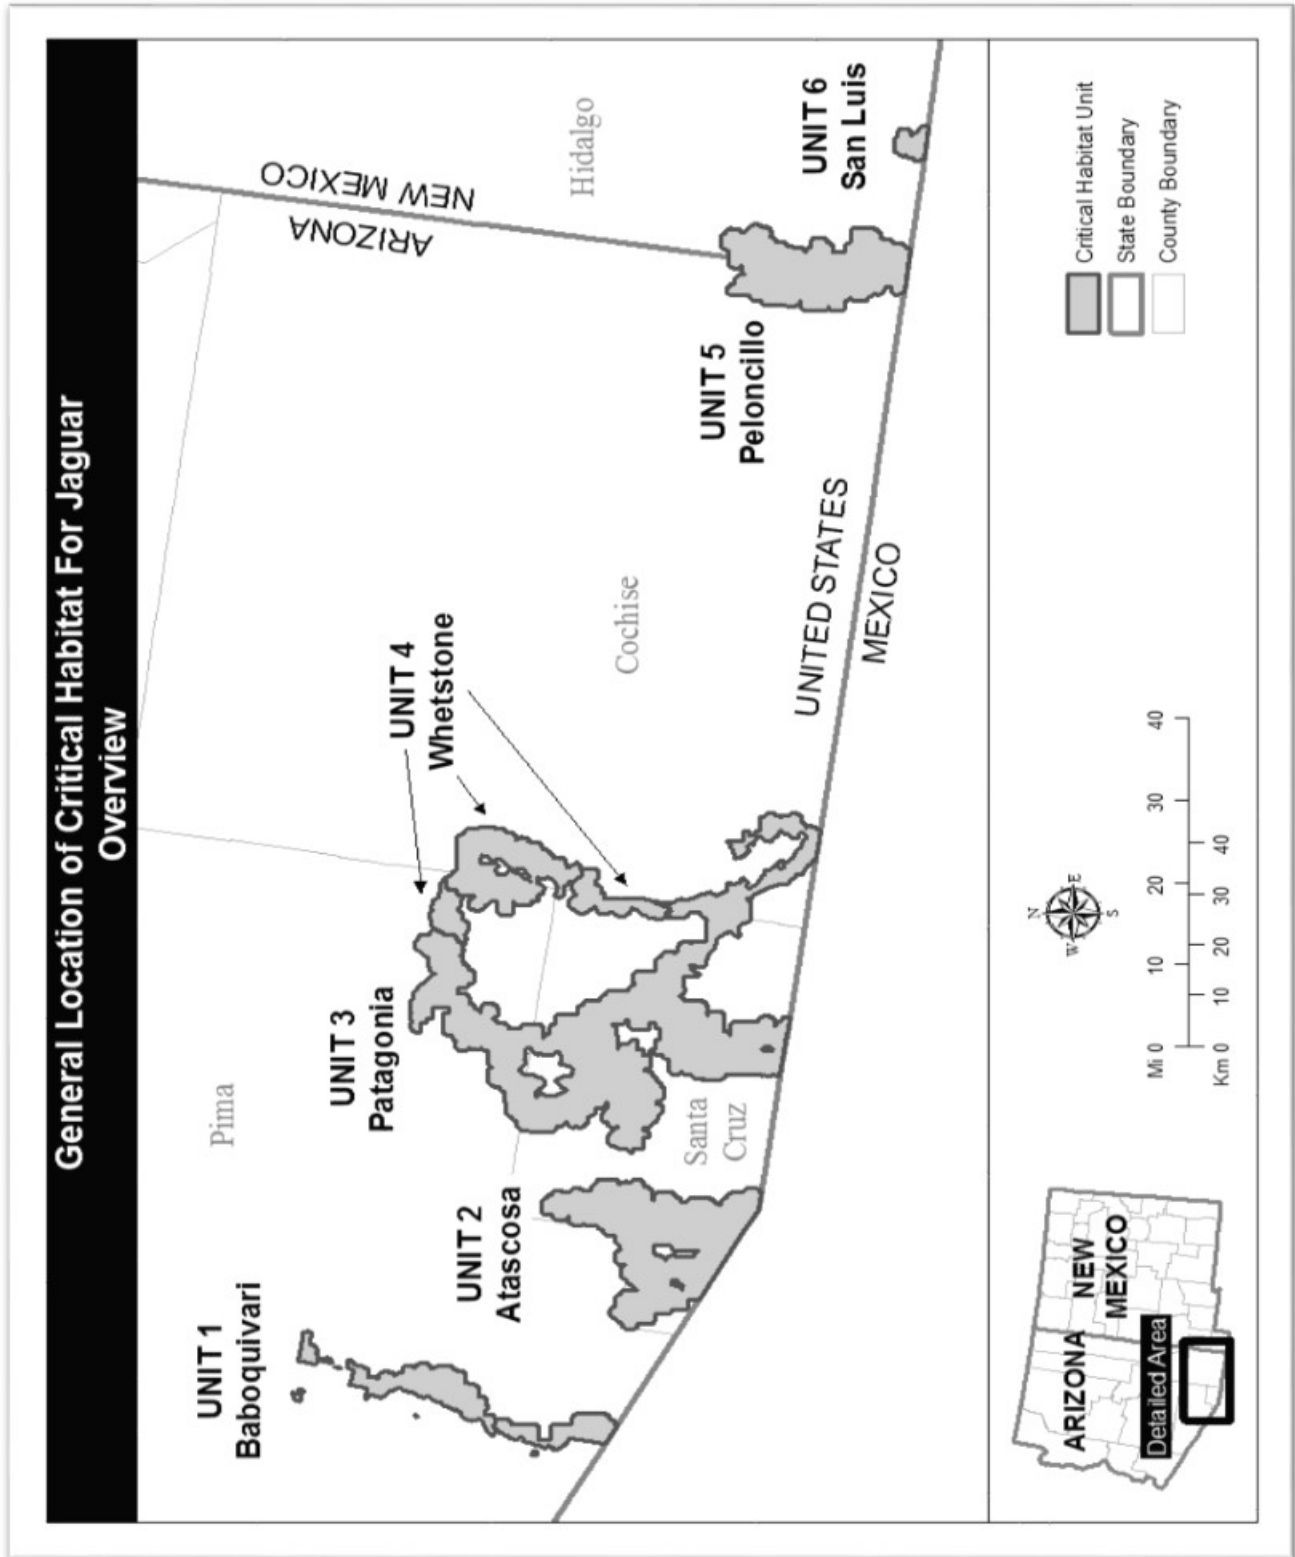 General Location of Critical Habitat For Jaguar
Overview
UNIT 1
Baboquivari
UNIT 2
Atascosa
UNIT 3
Patagonia
UNIT 4
Whetstone
UNIT 5
Peloncillo
UNIT 6
San Luis
Pima
Santa
Cruz
Cochise
Hidalgo
ARIZONA
NEW MEXICO
UNITED STATES
MEXICO
ARIZONA
NEW
MEXICO
Detailed Area
N
W
E
S
Mi 0 10 20 30 40
Km 0 10 20 30 40
Critical Habitat Unit
State Boundary
County Boundary